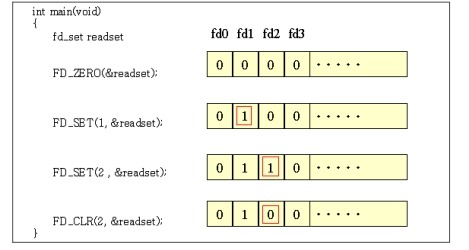 int main(void)
{
fd_set readset
fd0 fd1 fd2 fd3
FD_ZERO(&readset);
0 0 0 0 · · · · ·
FD_SET(1, &readset);
0 1 0 0 · · · · ·
FD_SET(2 , &readset);
0 1 1 0 · · · · ·
FD_CLR(2, &readset);
0 1 0 0 · · · · ·
}